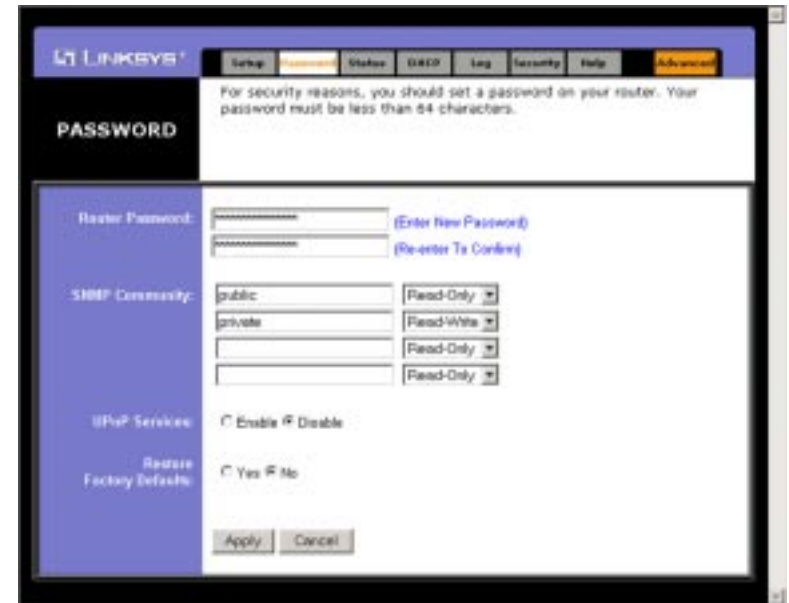 LINKSYS®
Setup Password Status DHCP Log Security Help Advanced
PASSWORD
For security reasons, you should set a password on your router. Your
password must be less than 64 characters.
Router Password: (Enter New Password)
(Re-enter To Confirm)
SNMP Community: public Read-Only
private Read-Write
Read-Only
Read-Only
UPnP Services: Enable Disable
Restore
Factory Defaults: Yes No
Apply Cancel